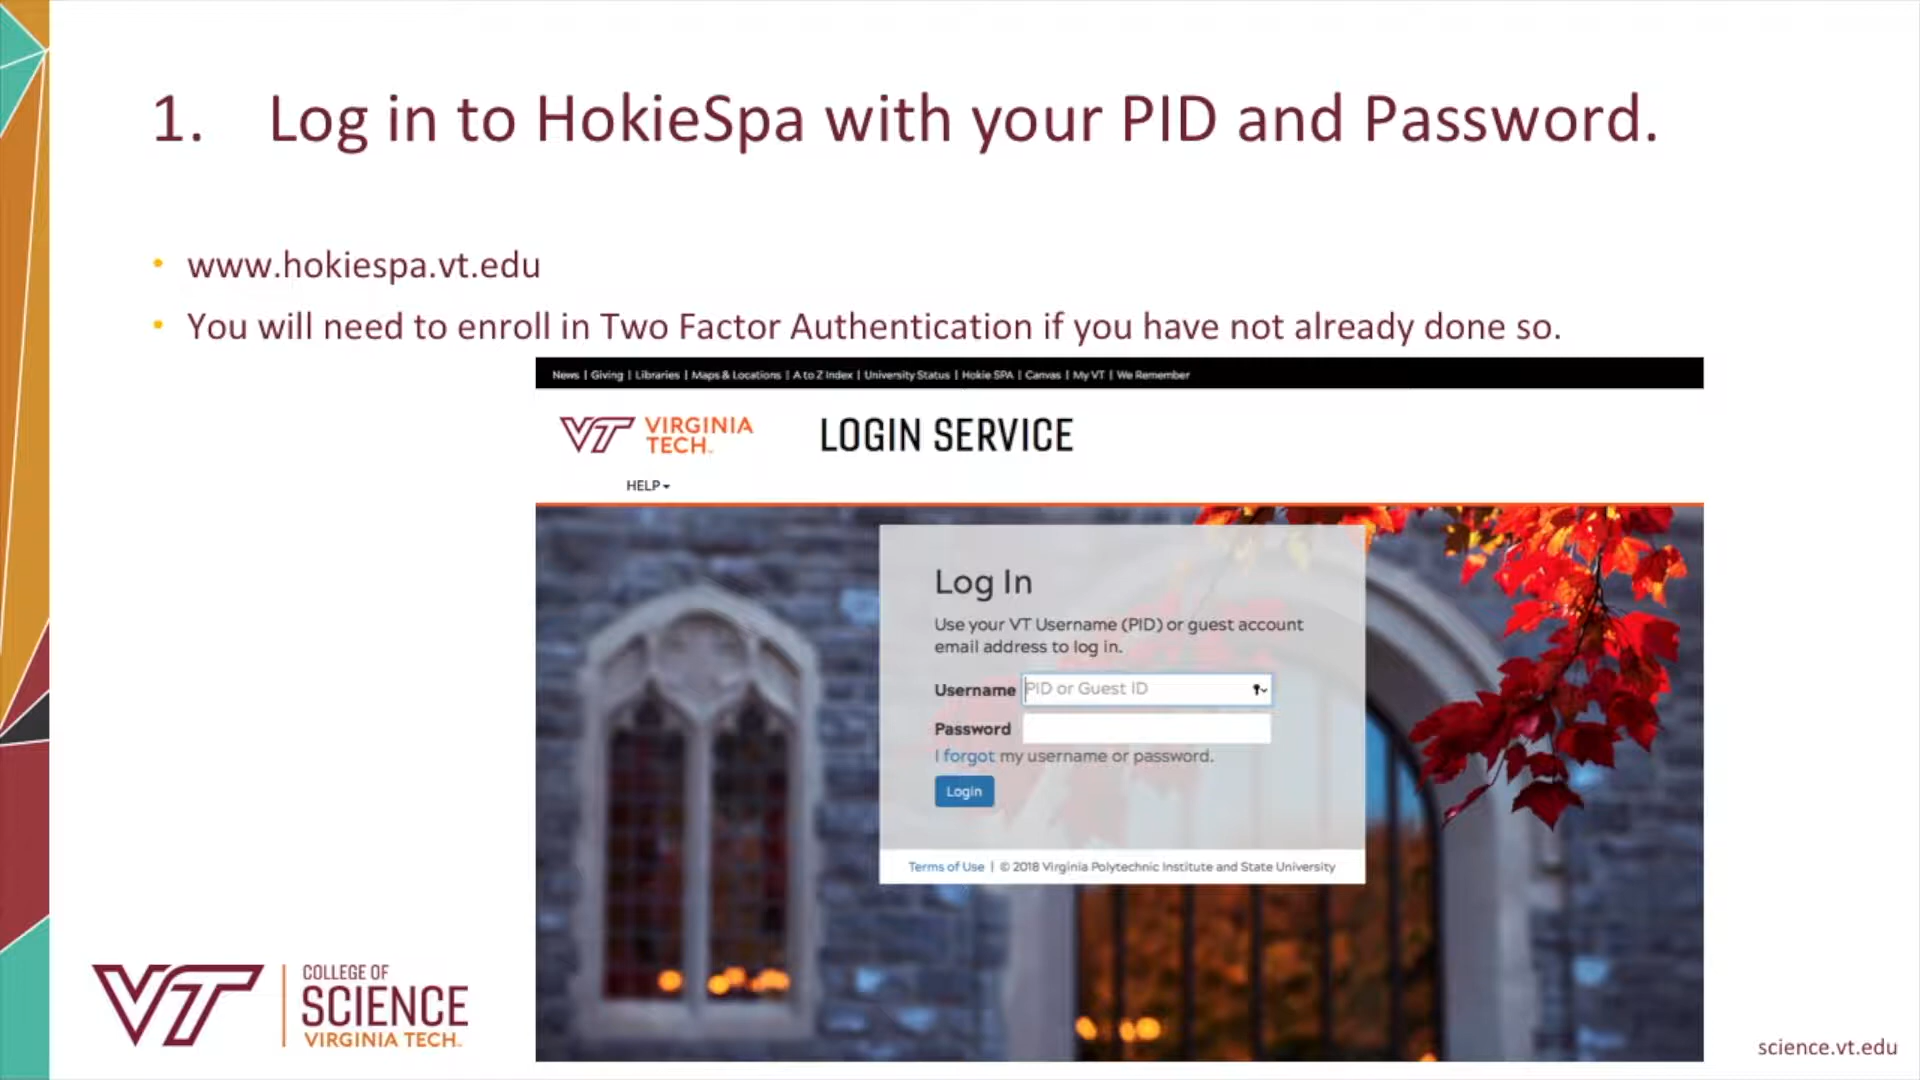 1. Log in to HokieSpa with your PID and Password.
• www.hokiespa.vt.edu
• You will need to enroll in Two Factor Authentication if you have not already done so.
News | Giving | Libraries | Maps & Locations | A to Z Index | University Status | Hokie SPA | Canvas | My VT | We Remember
VT VIRGINIA TECH™
LOGIN SERVICE
HELP
Log In
Use your VT Username (PID) or guest account
email address to log in.
Username PID or Guest ID
Password
I forgot my username or password.
Login
Terms of Use | © 2018 Virginia Polytechnic Institute and State University
VT COLLEGE OF
SCIENCE
VIRGINIA TECH.
science.vt.edu